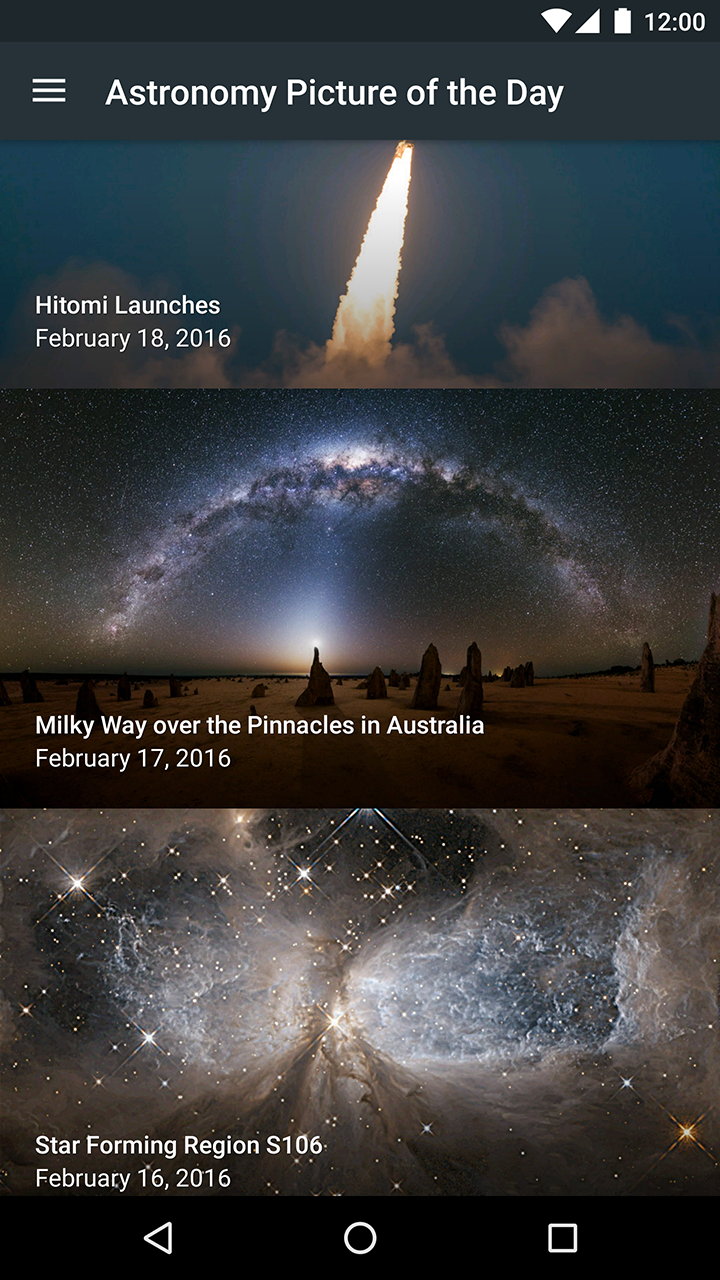 12:00
Astronomy Picture of the Day
Hitomi Launches
February 18, 2016
Milky Way over the Pinnacles in Australia
February 17, 2016
Star Forming Region S106
February 16, 2016